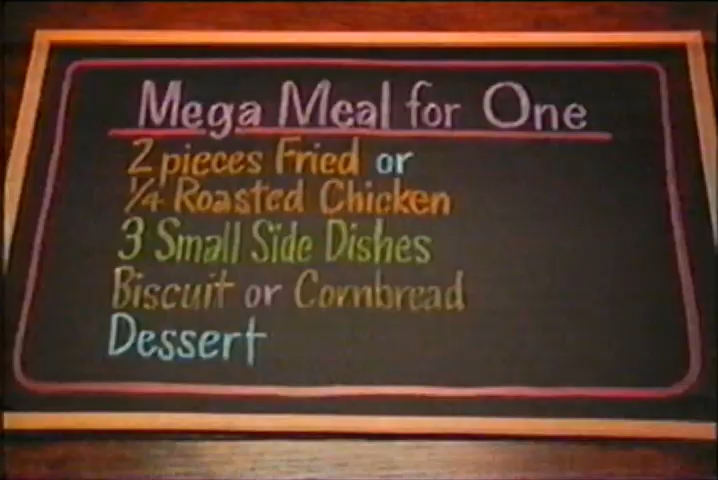 Mega Meal for One
2 pieces Fried or
¼ Roasted Chicken
3 Small Side Dishes
Biscuit or Cornbread
Dessert